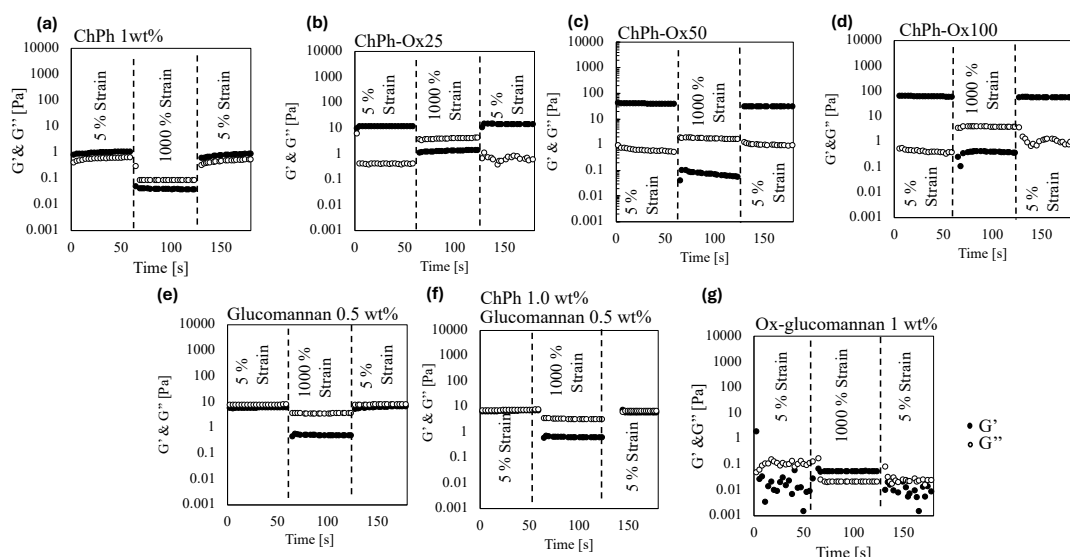 (a)
ChPh 1wt%
G' & G'' [Pa]
10000
1000
100
10
1
0.1
0.01
0.001
5 % Strain
1000 % Strain
5 % Strain
0
50
100
150
Time [s]
(b)
ChPh-Ox25
G' & G'' [Pa]
10000
1000
100
10
1
0.1
0.01
0.001
5 %
Strain
1000 %
Strain
5 %
Strain
0
50
100
150
Time [s]
(c)
ChPh-Ox50
G' & G'' [Pa]
10000
1000
100
10
1
0.1
0.01
0.001
5 % Strain
1000 %
Strain
5 % Strain
0
50
100
150
Time [s]
(d)
ChPh-Ox100
G' &G'' [Pa]
10000
1000
100
10
1
0.1
0.01
0.001
5 %
Strain
1000 %
Strain
5 %
Strain
0
50
100
150
Time [s]
(e)
Glucomannan 0.5 wt%
G' & G'' [Pa]
10000
1000
100
10
1
0.1
0.01
0.001
5 %
Strain
1000 %
Strain
5 %
Strain
0
50
100
150
Time [s]
(f)
ChPh 1.0 wt%
Glucomannan 0.5 wt%
G' & G'' [Pa]
10000
1000
100
10
1
0.1
0.01
0.001
5 % Strain
1000 %
Strain
5 % Strain
0
50
100
150
Time [s]
(g)
Ox-glucomannan 1 wt%
G' &G'' [Pa]
10000
1000
100
10
1
0.1
0.01
0.001
5 % Strain
1000 % Strain
5 % Strain
0
50
100
150
Time [s]
G'
G''